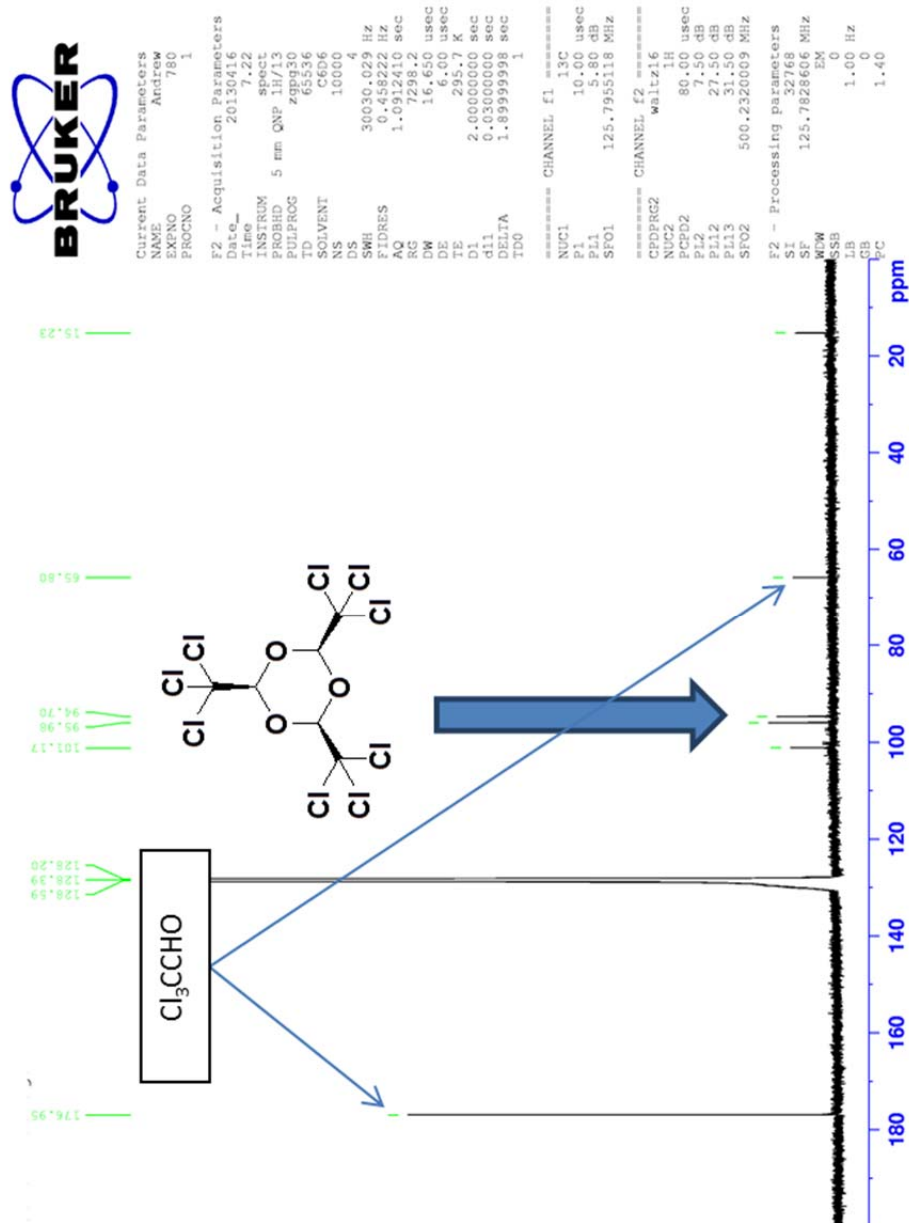 BRUKER
Current Data Parameters
NAME Andrew
EXPNO 780
PROCNO 1
F2 - Acquisition Parameters
Date_ 20130416
Time 7.22
INSTRUM spect
PROBHD 5 mm QNP 1H/13
PULPROG zgpg30
TD 65536
SOLVENT C6D6
NS 10000
DS 4
SWH 30030.029 Hz
FIDRES 0.458222 Hz
AQ 1.0912410 sec
RG 7298.2
DW 16.650 usec
DE 6.00 usec
TE 295.7 K
D1 2.00000000 sec
d11 0.03000000 sec
DELTA 1.89999998 sec
TD0 1
======== CHANNEL f1 ========
NUC1 13C
P1 10.00 usec
PL1 5.80 dB
SFO1 125.7955118 MHz
======== CHANNEL f2 ========
CPDPRG2 waltz16
NUC2 1H
PCPD2 80.00 usec
PL2 7.50 dB
PL12 27.50 dB
PL13 31.50 dB
SFO2 500.2320009 MHz
F2 - Processing parameters
SI 32768
SF 125.7828606 MHz
WDW EM
SSB 0
LB 1.00 Hz
GB 0
PC 1.40
176.95
128.59
128.39
128.20
101.17
95.98
94.70
65.80
15.23
Cl3CCHO
Cl
Cl
Cl
O
O
O
Cl
Cl
Cl
Cl
Cl
Cl
180
160
140
120
100
80
60
40
20
ppm